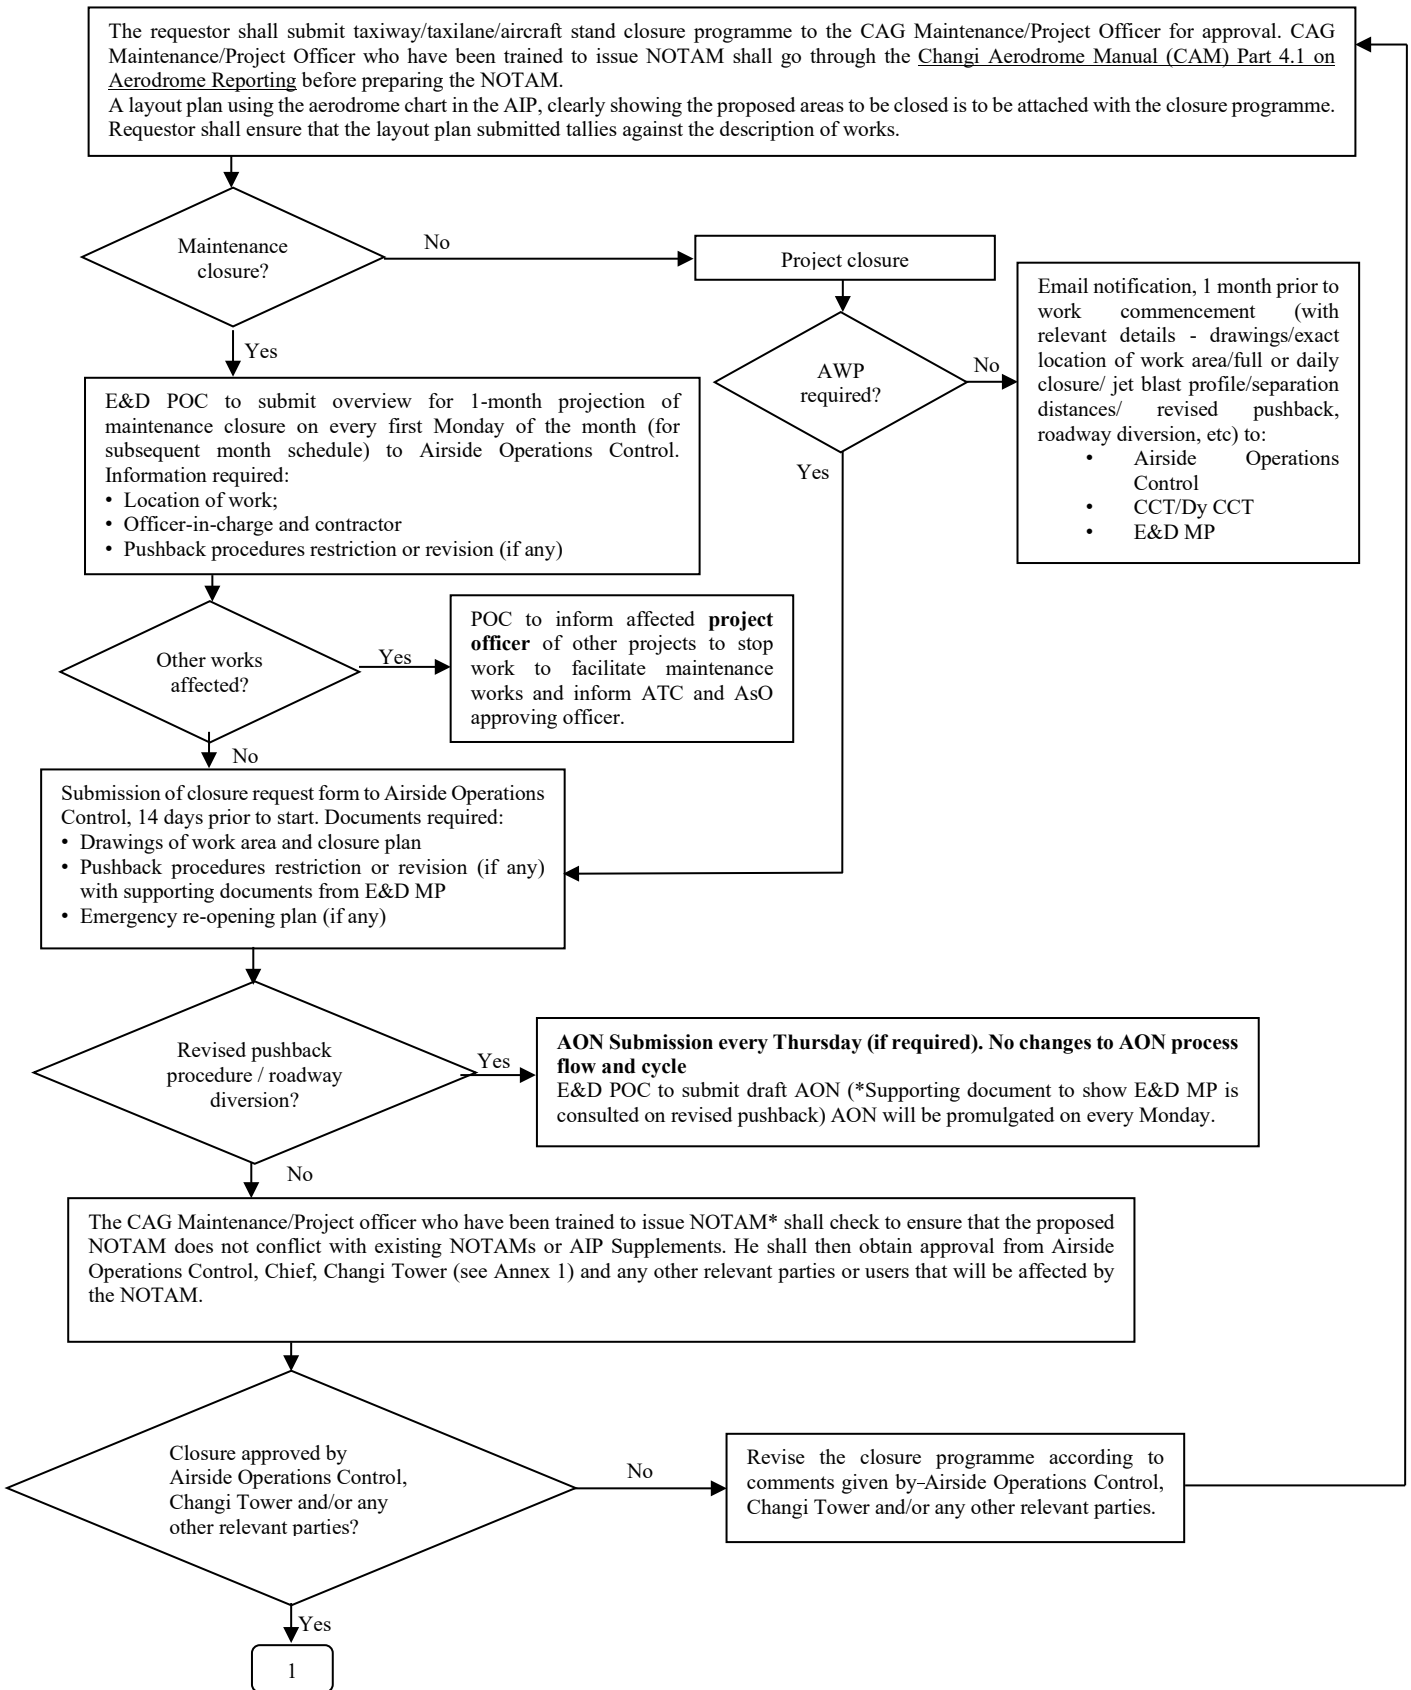 The requestor shall submit taxiway/taxilane/aircraft stand closure programme to the CAG Maintenance/Project Officer for approval. CAG
Maintenance/Project Officer who have been trained to issue NOTAM shall go through the Changi Aerodrome Manual (CAM) Part 4.1 on
Aerodrome Reporting before preparing the NOTAM.
A layout plan using the aerodrome chart in the AIP, clearly showing the proposed areas to be closed is to be attached with the closure programme.
Requestor shall ensure that the layout plan submitted tallies against the description of works.
Maintenance
closure?
No
Project closure
Yes
AWP
required?
No
Yes
Email notification, 1 month prior to
work commencement (with
relevant details - drawings/exact
location of work area/full or daily
closure/ jet blast profile/separation
distances/ revised pushback,
roadway diversion, etc) to:
• Airside Operations
Control
• CCT/Dy CCT
• E&D MP
E&D POC to submit overview for 1-month projection of
maintenance closure on every first Monday of the month (for
subsequent month schedule) to Airside Operations Control.
Information required:
• Location of work;
• Officer-in-charge and contractor
• Pushback procedures restriction or revision (if any)
Other works
affected?
Yes
POC to inform affected project
officer of other projects to stop
work to facilitate maintenance
works and inform ATC and AsO
approving officer.
No
Submission of closure request form to Airside Operations
Control, 14 days prior to start. Documents required:
• Drawings of work area and closure plan
• Pushback procedures restriction or revision (if any)
with supporting documents from E&D MP
• Emergency re-opening plan (if any)
Revised pushback
procedure / roadway
diversion?
Yes
AON Submission every Thursday (if required). No changes to AON process
flow and cycle
E&D POC to submit draft AON (*Supporting document to show E&D MP is
consulted on revised pushback) AON will be promulgated on every Monday.
No
The CAG Maintenance/Project officer who have been trained to issue NOTAM* shall check to ensure that the proposed
NOTAM does not conflict with existing NOTAMs or AIP Supplements. He shall then obtain approval from Airside
Operations Control, Chief, Changi Tower (see Annex 1) and any other relevant parties or users that will be affected by
the NOTAM.
Closure approved by
Airside Operations Control,
Changi Tower and/or any
other relevant parties?
No
Revise the closure programme according to
comments given by-Airside Operations Control,
Changi Tower and/or any other relevant parties.
Yes
1